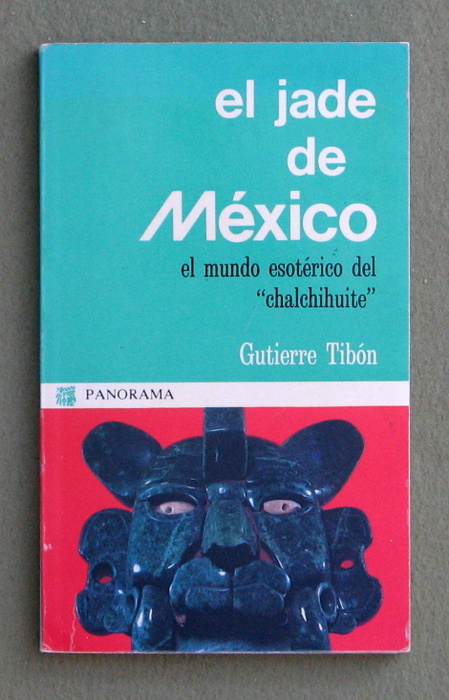 el jade
de
México
el mundo esotérico del
“chalchihuite”
Gutierre Tibón
PANORAMA